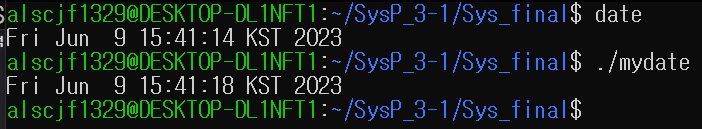 alscjf1329@DESKTOP-DL1NFT1:~/SysP_3-1/Sys_final$ date
Fri Jun  9 15:41:14 KST 2023
alscjf1329@DESKTOP-DL1NFT1:~/SysP_3-1/Sys_final$ ./mydate
Fri Jun  9 15:41:18 KST 2023
alscjf1329@DESKTOP-DL1NFT1:~/SysP_3-1/Sys_final$